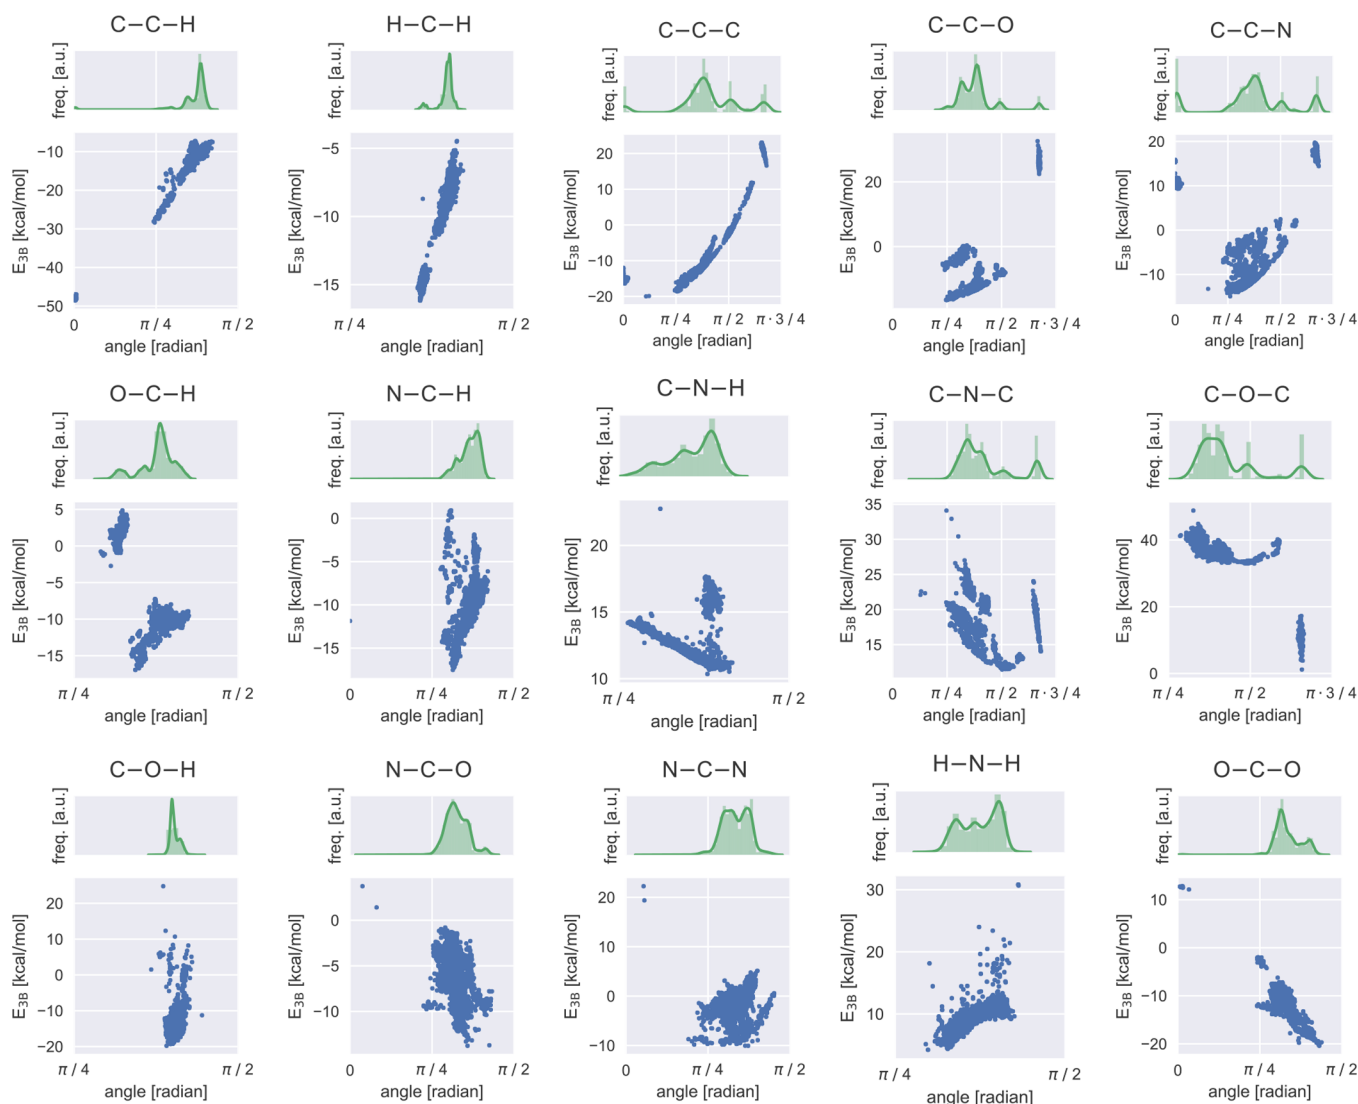 C–C–H
H–C–H
C–C–C
C–C–O
C–C–N
freq. [a.u.]
freq. [a.u.]
freq. [a.u.]
freq. [a.u.]
freq. [a.u.]
E3B [kcal/mol]
−10
−20
−30
−40
−50
0
π / 4
π / 2
angle [radian]
E3B [kcal/mol]
−5
−10
−15
π / 4
π / 2
angle [radian]
E3B [kcal/mol]
20
10
0
−10
−20
0
π / 4
π / 2
π · 3 / 4
angle [radian]
E3B [kcal/mol]
20
0
0
π / 4
π / 2
π · 3 / 4
angle [radian]
E3B [kcal/mol]
20
10
0
−10
0
π / 4
π / 2
π · 3 / 4
angle [radian]
O–C–H
N–C–H
C–N–H
C–N–C
C–O–C
freq. [a.u.]
freq. [a.u.]
freq. [a.u.]
freq. [a.u.]
freq. [a.u.]
E3B [kcal/mol]
5
0
−5
−10
−15
π / 4
π / 2
angle [radian]
E3B [kcal/mol]
0
−5
−10
−15
0
π / 4
π / 2
angle [radian]
E3B [kcal/mol]
20
15
10
π / 4
π / 2
angle [radian]
E3B [kcal/mol]
35
30
25
20
15
0
π / 4
π / 2
π · 3 / 4
angle [radian]
E3B [kcal/mol]
40
20
0
π / 4
π / 2
π · 3 / 4
angle [radian]
C–O–H
N–C–O
N–C–N
H–N–H
O–C–O
freq. [a.u.]
freq. [a.u.]
freq. [a.u.]
freq. [a.u.]
freq. [a.u.]
E3B [kcal/mol]
20
10
0
−10
−20
π / 4
π / 2
angle [radian]
E3B [kcal/mol]
0
−5
−10
0
π / 4
π / 2
angle [radian]
E3B [kcal/mol]
20
10
0
−10
0
π / 4
π / 2
angle [radian]
E3B [kcal/mol]
30
20
10
π / 4
π / 2
angle [radian]
E3B [kcal/mol]
10
0
−10
−20
0
π / 4
π / 2
angle [radian]